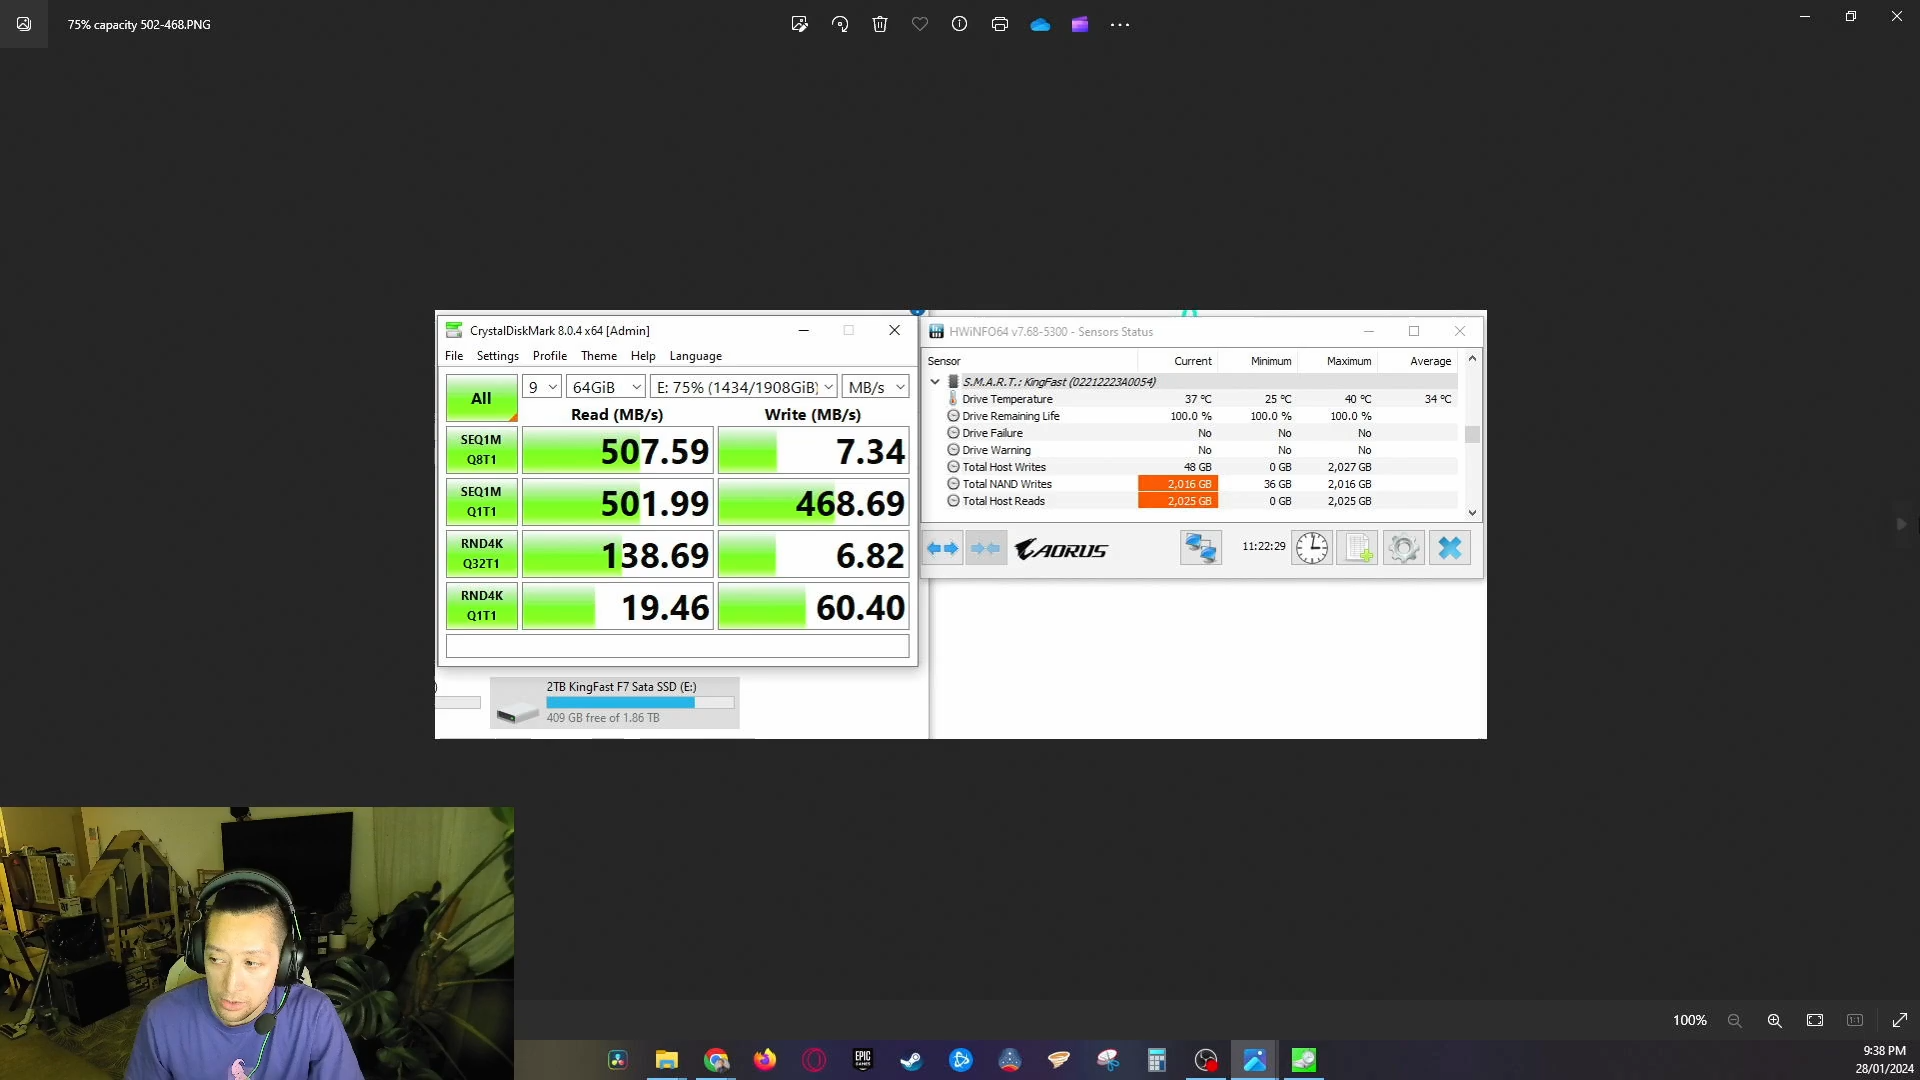 75% capacity 502-468.PNG
CrystalDiskMark 8.0.4 x64 [Admin]
File Settings Profile Theme Help Language
All 9 64GiB E: 75% (1434/1908GiB) MB/s
Read (MB/s) Write (MB/s)
SEQ1M Q8T1 507.59 7.34
SEQ1M Q1T1 501.99 468.69
RND4K Q32T1 138.69 6.82
RND4K Q1T1 19.46 60.40
2TB KingFast F7 Sata SSD (E:)
409 GB free of 1.86 TB
HWiNFO64 v7.68-5300 - Sensors Status
Sensor Current Minimum Maximum Average
S.M.A.R.T.: KingFast (02212223A0054)
Drive Temperature 37 °C 25 °C 40 °C 34 °C
Drive Remaining Life 100.0 % 100.0 % 100.0 %
Drive Failure No No No
Drive Warning No No No
Total Host Writes 48 GB 0 GB 2,027 GB
Total NAND Writes 2,016 GB 36 GB 2,016 GB
Total Host Reads 2,025 GB 0 GB 2,025 GB
AORUS 11:22:29
100% 1:1
EPIC GAMES
9:38 PM
28/01/2024